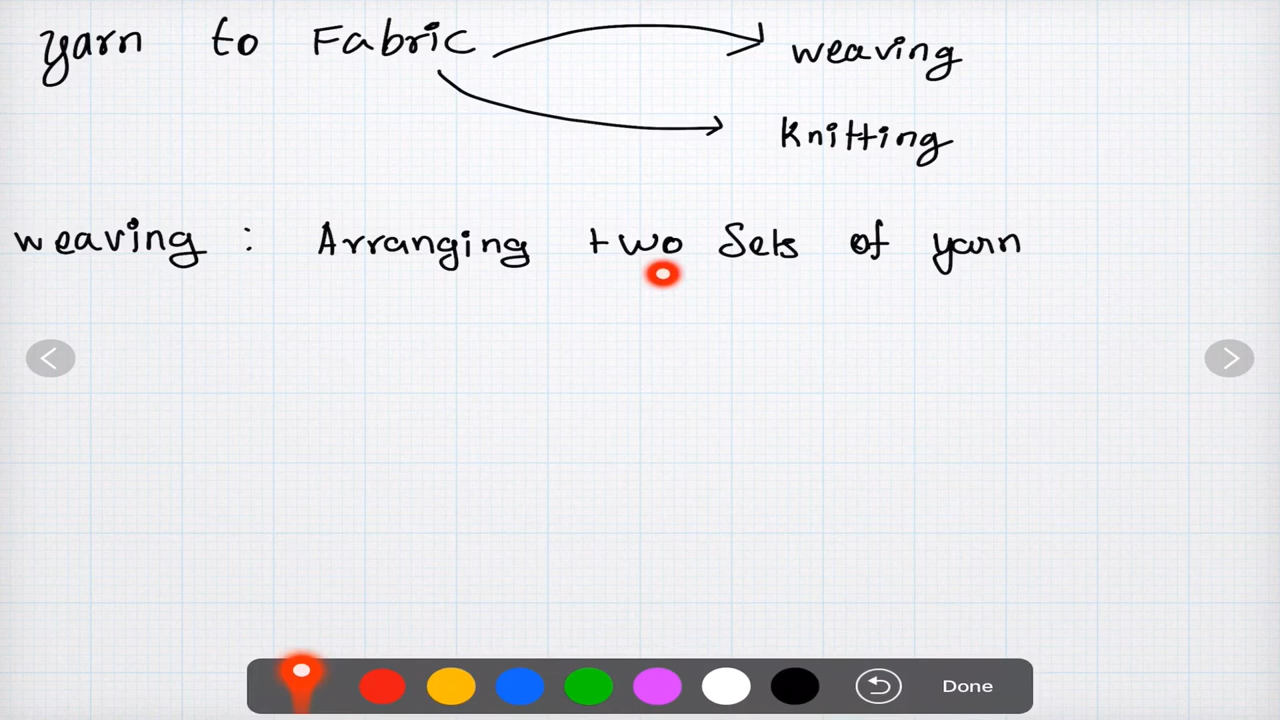 yarn to Fabric weaving
Knitting
weaving : Arranging two Sets of yarn
Done